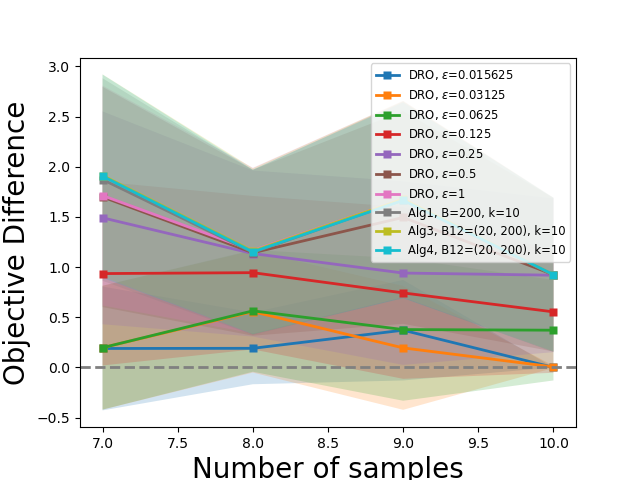 Objective Difference
3.0
2.5
2.0
1.5
1.0
0.5
0.0
−0.5
DRO, ε=0.015625
DRO, ε=0.03125
DRO, ε=0.0625
DRO, ε=0.125
DRO, ε=0.25
DRO, ε=0.5
DRO, ε=1
Alg1, B=200, k=10
Alg3, B12=(20, 200), k=10
Alg4, B12=(20, 200), k=10
7.0 7.5 8.0 8.5 9.0 9.5 10.0
Number of samples